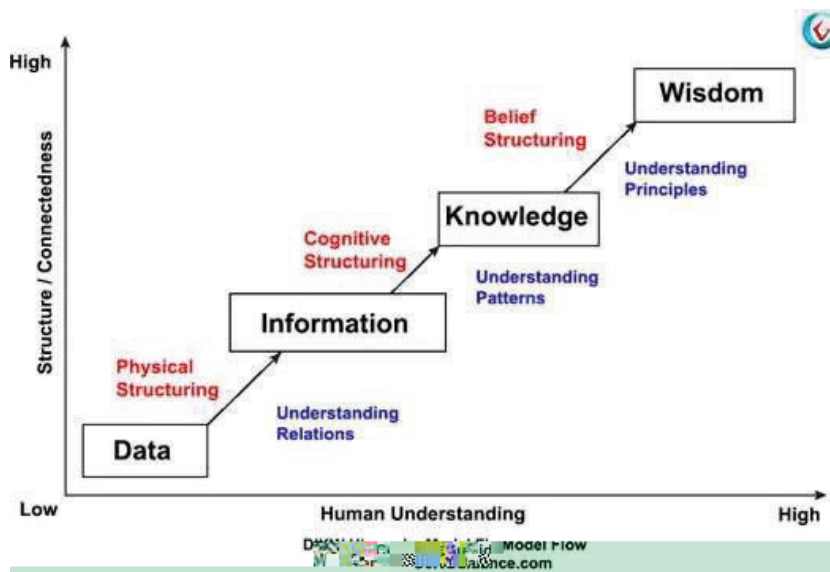 High
Wisdom
Belief
Structuring
Understanding
Principles
Structure / Connectedness
Knowledge
Cognitive
Structuring
Understanding
Patterns
Information
Physical
Structuring
Understanding
Relations
Data
Low
Human Understanding
High
Model Flow